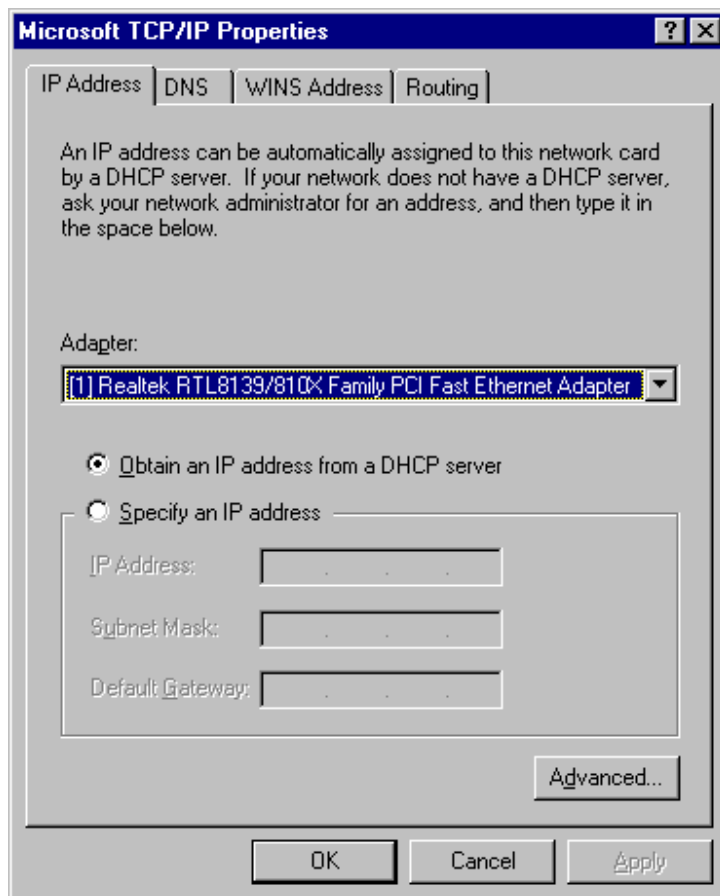 Microsoft TCP/IP Properties
IP Address DNS WINS Address Routing
An IP address can be automatically assigned to this network card
by a DHCP server. If your network does not have a DHCP server,
ask your network administrator for an address, and then type it in
the space below.
Adapter:
[1] Realtek RTL8139/810X Family PCI Fast Ethernet Adapter
Obtain an IP address from a DHCP server
Specify an IP address
IP Address:
Subnet Mask:
Default Gateway:
Advanced...
OK Cancel Apply